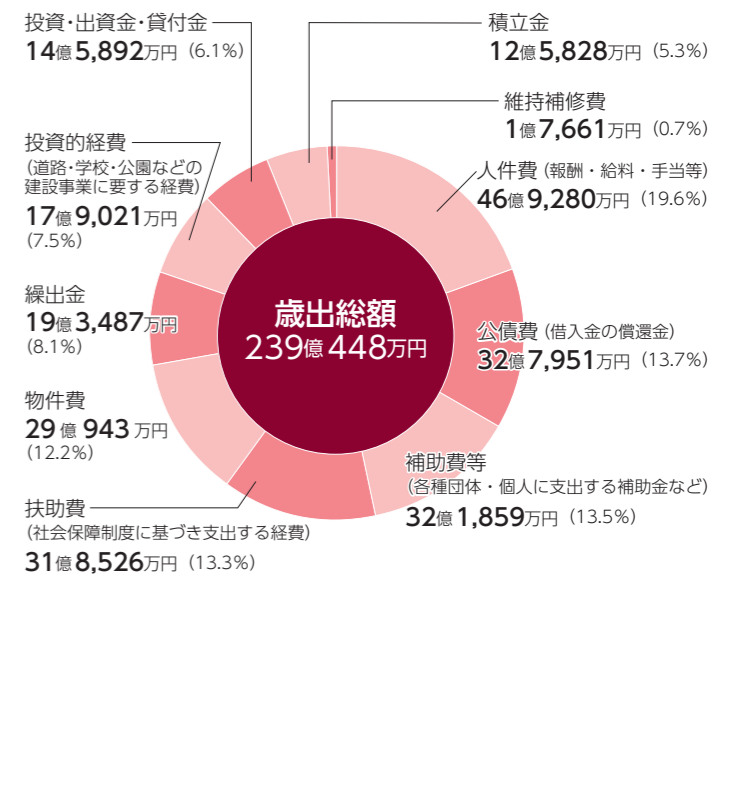 投資・出資金・貸付金
14億5,892万円（6.1%）
積立金
12億5,828万円（5.3%）
維持補修費
1億7,661万円（0.7%）
投資的経費
（道路・学校・公園などの
建設事業に要する経費）
17億9,021万円
（7.5%）
人件費（報酬・給料・手当等）
46億9,280万円（19.6%）
繰出金
19億3,487万円
（8.1%）
歳出総額
239億448万円
公債費（借入金の償還金）
32億7,951万円（13.7%）
物件費
29億943万円
（12.2%）
補助費等
（各種団体・個人に支出する補助金など）
32億1,859万円（13.5%）
扶助費
（社会保障制度に基づき支出する経費）
31億8,526万円（13.3%）